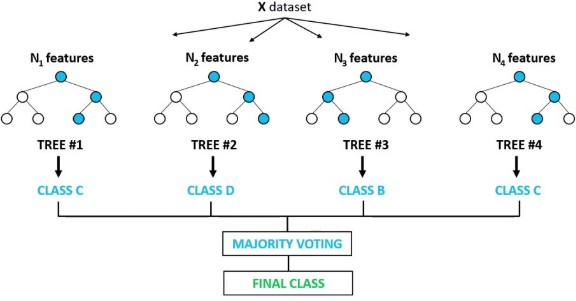 X dataset
N₁ features
N₂ features
N₃ features
N₄ features
TREE #1
TREE #2
TREE #3
TREE #4
CLASS C
CLASS D
CLASS B
CLASS C
MAJORITY VOTING
FINAL CLASS